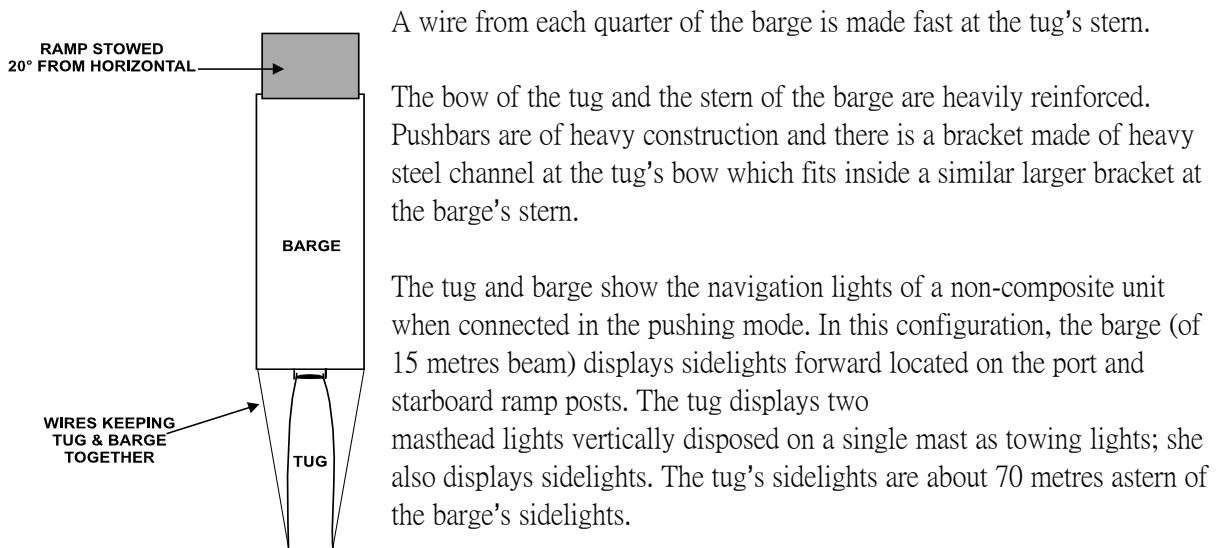 RAMP STOWED
20° FROM HORIZONTAL
BARGE
WIRES KEEPING
TUG & BARGE
TOGETHER
TUG
A wire from each quarter of the barge is made fast at the tug’s stern.
The bow of the tug and the stern of the barge are heavily reinforced.
Pushbars are of heavy construction and there is a bracket made of heavy
steel channel at the tug’s bow which fits inside a similar larger bracket at
the barge’s stern.
The tug and barge show the navigation lights of a non-composite unit
when connected in the pushing mode. In this configuration, the barge (of
15 metres beam) displays sidelights forward located on the port and
starboard ramp posts. The tug displays two
masthead lights vertically disposed on a single mast as towing lights; she
also displays sidelights. The tug’s sidelights are about 70 metres astern of
the barge’s sidelights.